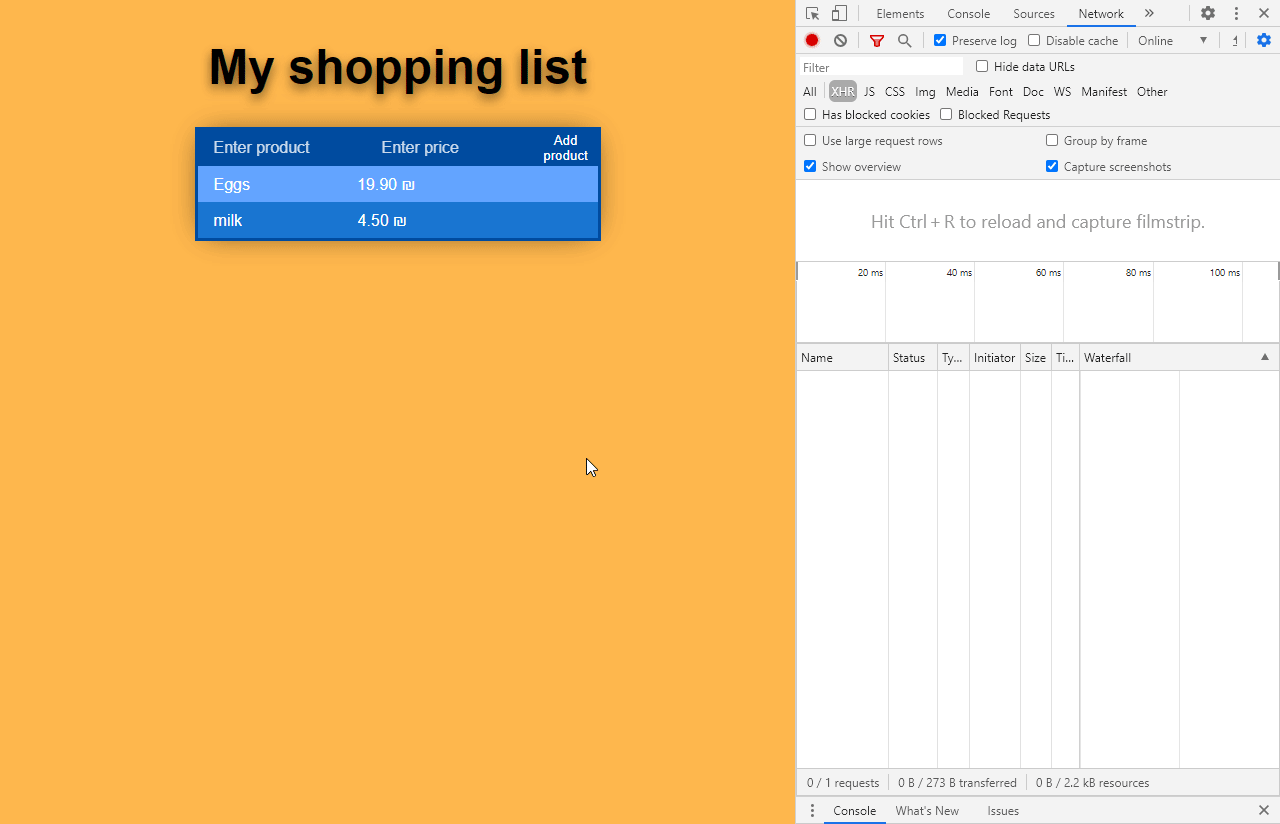 My shopping list
Enter product Enter price Add product
Eggs 19.90 ₪
milk 4.50 ₪
Elements Console Sources Network
Preserve log Disable cache Online
Filter Hide data URLs
All XHR JS CSS Img Media Font Doc WS Manifest Other
Has blocked cookies Blocked Requests
Use large request rows Group by frame
Show overview Capture screenshots
Hit Ctrl + R to reload and capture filmstrip.
20 ms 40 ms 60 ms 80 ms 100 ms
Name Status Ty... Initiator Size Ti... Waterfall
0 / 1 requests 0 B / 273 B transferred 0 B / 2.2 kB resources
Console What's New Issues